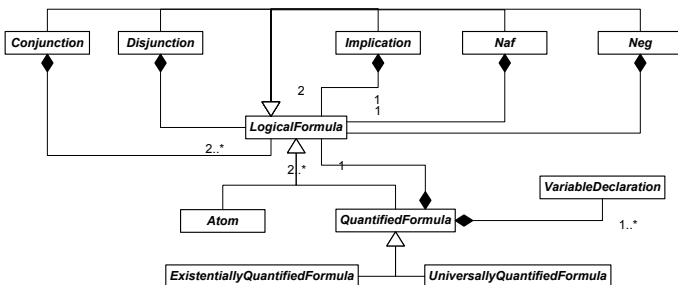 Conjunction Disjunction Implication Naf Neg
2
1
1
LogicalFormula
2..*
2..*
1
VariableDeclaration
Atom
QuantifiedFormula
1..*
ExistentiallyQuantifiedFormula
UniversallyQuantifiedFormula